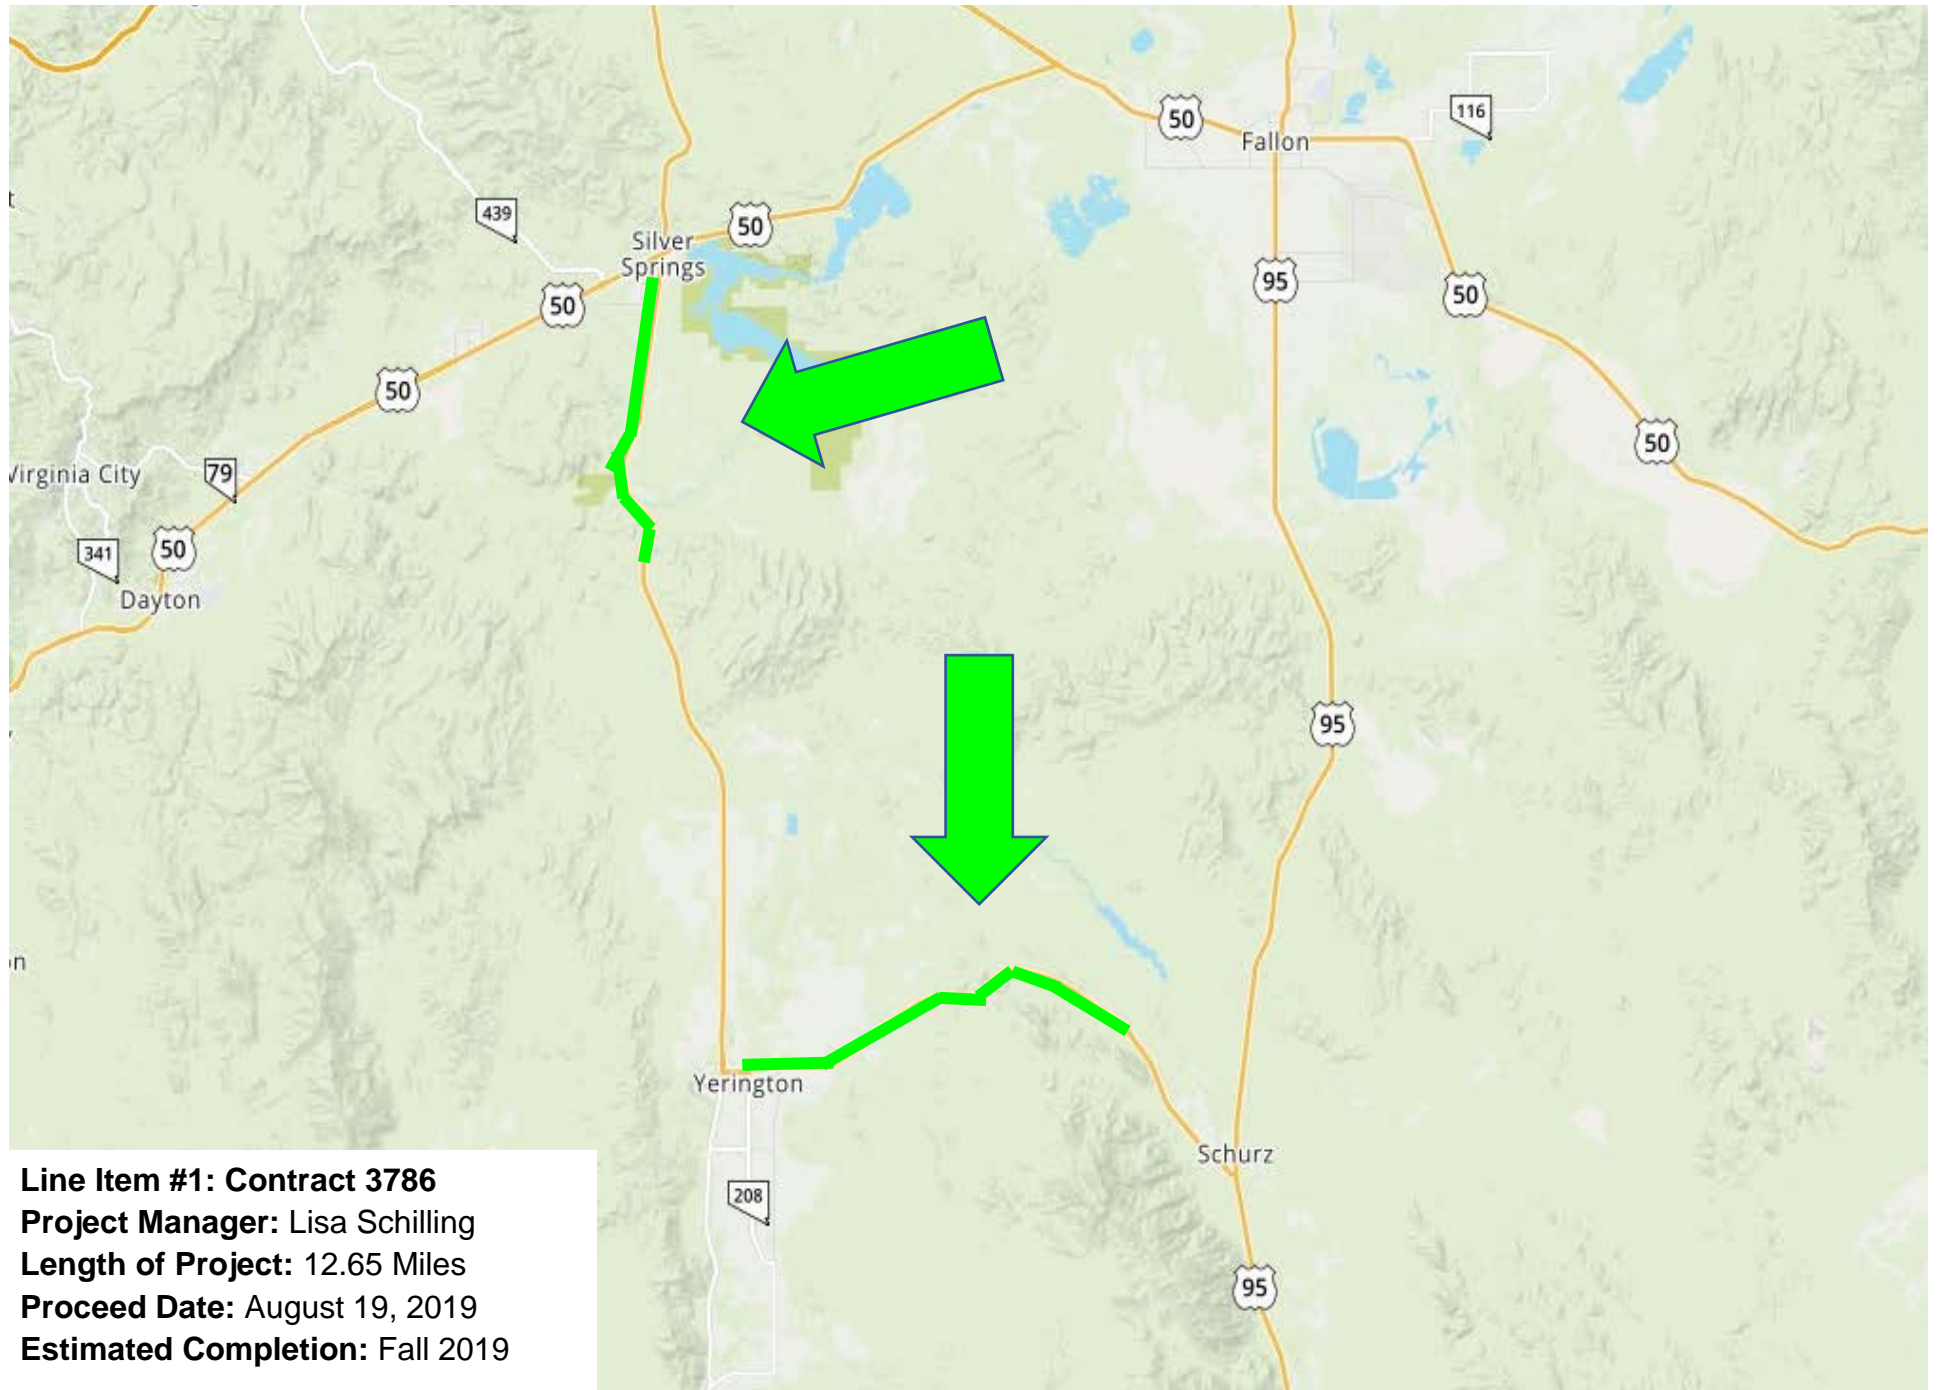 50
Fallon
116
439
50
Silver
Springs
50
95
50
50
50
Virginia City
79
341
50
Dayton
95
Yerington
Schurz
208
95
Line Item #1: Contract 3786
Project Manager: Lisa Schilling
Length of Project: 12.65 Miles
Proceed Date: August 19, 2019
Estimated Completion: Fall 2019